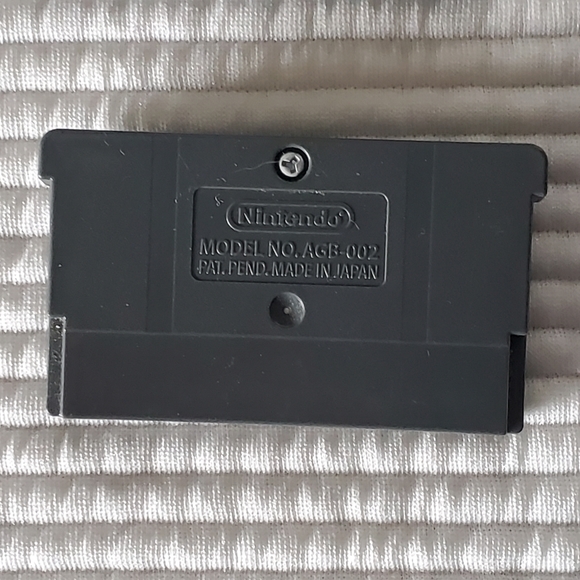 Nintendo
MODEL NO. AGB-002
PAT. PEND. MADE IN JAPAN